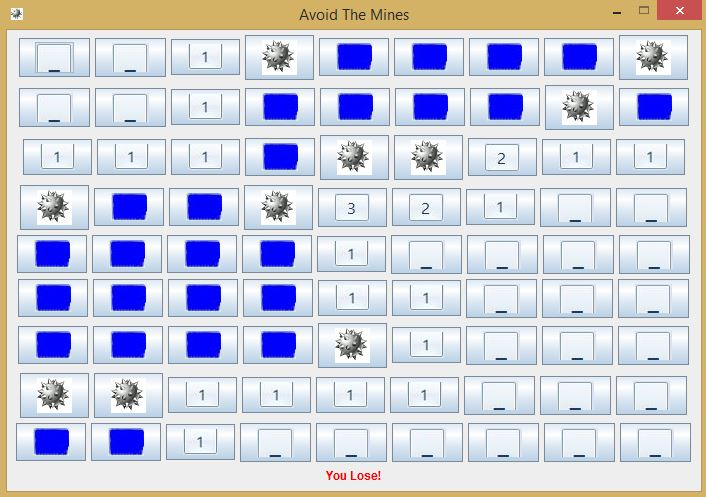 Avoid The Mines
_ _ 1
_ _ 1
1 1 1 2 1 1
3 2 1 _ _
1 _ _ _ _
1 1 _ _ _
1 _ _ _
1 1 1 1 _ _ _
1 _ _ _ _ _ _
You Lose!